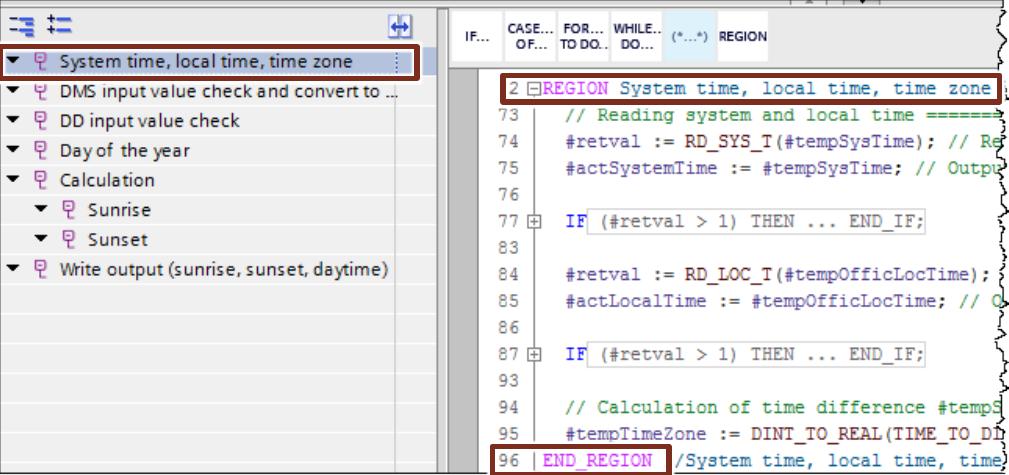 System time, local time, time zone
DMS input value check and convert to ...
DD input value check
Day of the year
Calculation
Sunrise
Sunset
Write output (sunrise, sunset, daytime)
IF... CASE... OF... FOR... TO DO.. WHILE.. DO... (*...*) REGION
2 REGION System time, local time, time zone
73 // Reading system and local time =======
74 #retval := RD_SYS_T(#tempSysTime); // Re
75 #actSystemTime := #tempSysTime; // Outpu
76
77 IF (#retval > 1) THEN ... END_IF;
83
84 #retval := RD_LOC_T(#tempOfficLocTime);
85 #actLocalTime := #tempOfficLocTime; // O
86
87 IF (#retval > 1) THEN ... END_IF;
93
94 // Calculation of time difference #tempS
95 #tempTimeZone := DINT_TO_REAL(TIME_TO_DI
96 END_REGION /System time, local time, time